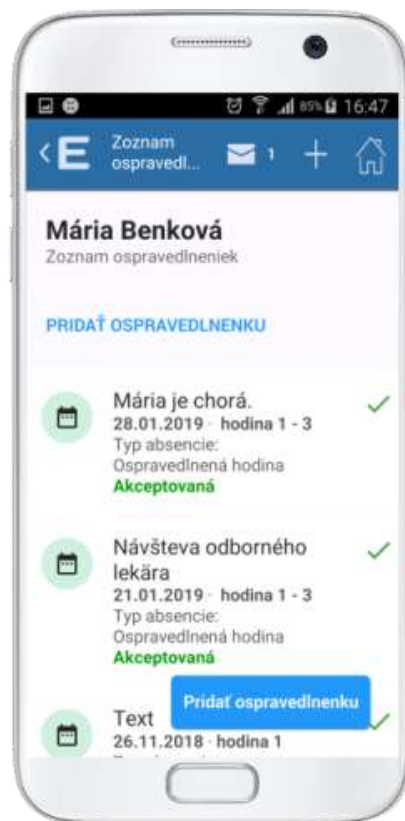 85% 16:47
E Zoznam
ospravedl... 1
Mária Benková
Zoznam ospravedlneniek
PRIDAŤ OSPRAVEDLNENKU
Mária je chorá.
28.01.2019 · hodina 1 - 3
Typ absencie:
Ospravedlnená hodina
Akceptovaná
Návšteva odborného
lekära
21.01.2019 · hodina 1 - 3
Typ absencie:
Ospravedlnená hodina
Akceptovaná
Pridať ospravedlnenku
Text
26.11.2018 · hodina 1